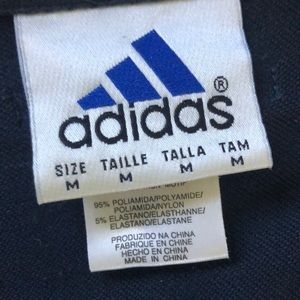 adidas®
SIZE TAILLE TALLA TAM
M M M M
95% POLIAMIDA/POLYAMIDE/
POLIAMIDA/NYLON
5% ELASTANO/ELASTHANNE/
ELASTANO/ELASTANE
PRODUZIDO NA CHINA
FABRIQUE EN CHINE
HECHO EN CHINA
MADE IN CHINA